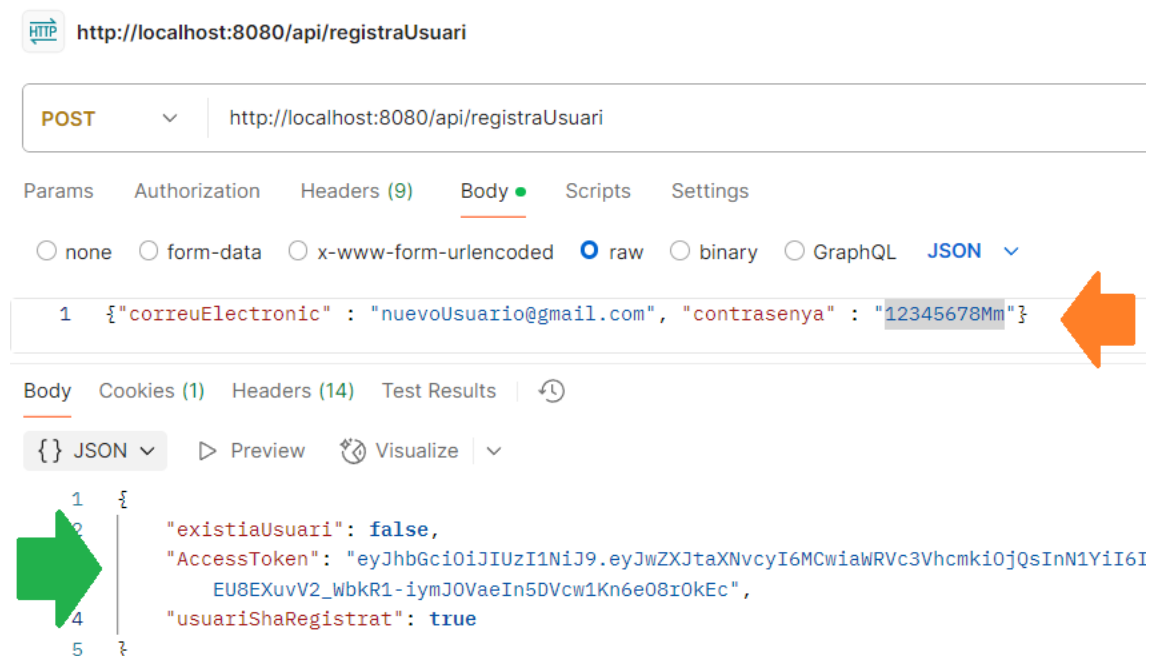 HTTP http://localhost:8080/api/registraUsuari
POST http://localhost:8080/api/registraUsuari
Params Authorization Headers (9) Body Scripts Settings
none form-data x-www-form-urlencoded raw binary GraphQL JSON
1 {"correuElectronic" : "nuevoUsuario@gmail.com", "contrasenya" : "12345678Mm"}
Body Cookies (1) Headers (14) Test Results
{} JSON Preview Visualize
1 {
2 "existiaUsuari": false,
"AccessToken": "eyJhbGciOiJIUzI1NiJ9.eyJwZXJtaXNvcyI6MCwiaWRVc3VhcmkiOjQsInN1YiI6I
EU8EXuvV2_WbkR1-iymJOVaeIn5DVcw1Kn6eO8rOkEc",
4 "usuariShaRegistrat": true
5 }